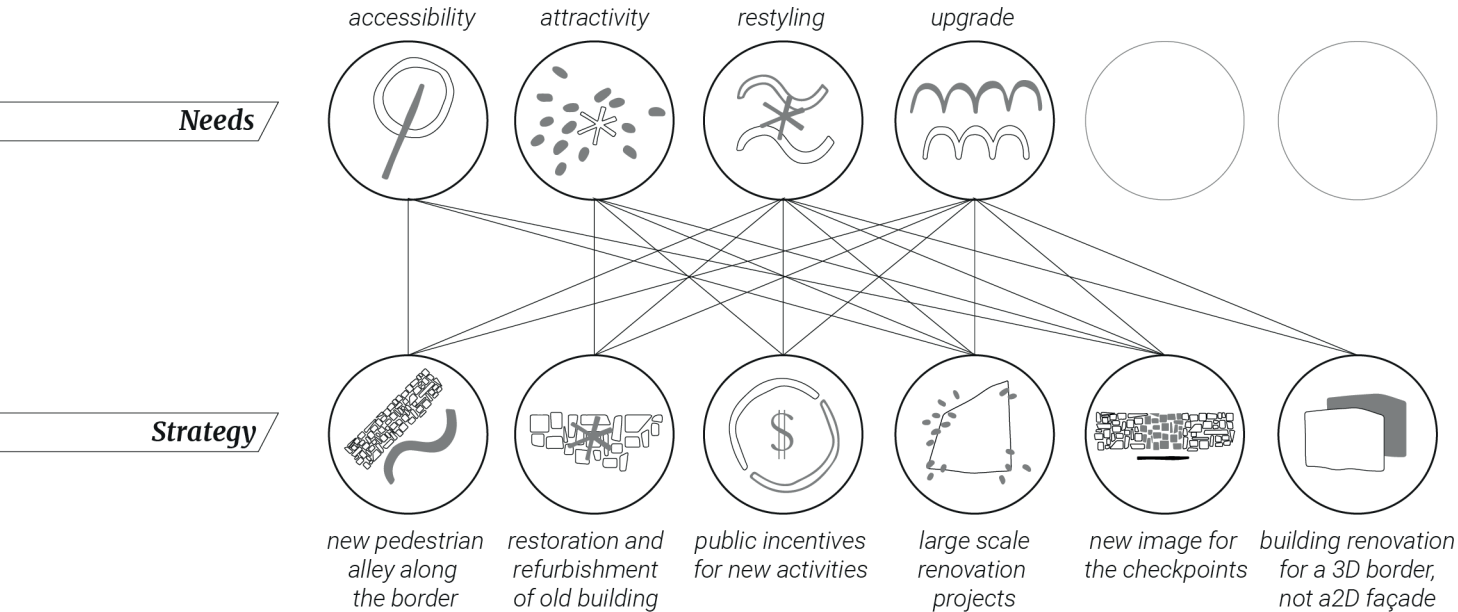 accessibility
attractivity
restyling
upgrade
Needs
$
Strategy
new pedestrian
alley along
the border
restoration and
refurbishment
of old building
public incentives
for new activities
large scale
renovation
projects
new image for
the checkpoints
building renovation
for a 3D border,
not a2D façade